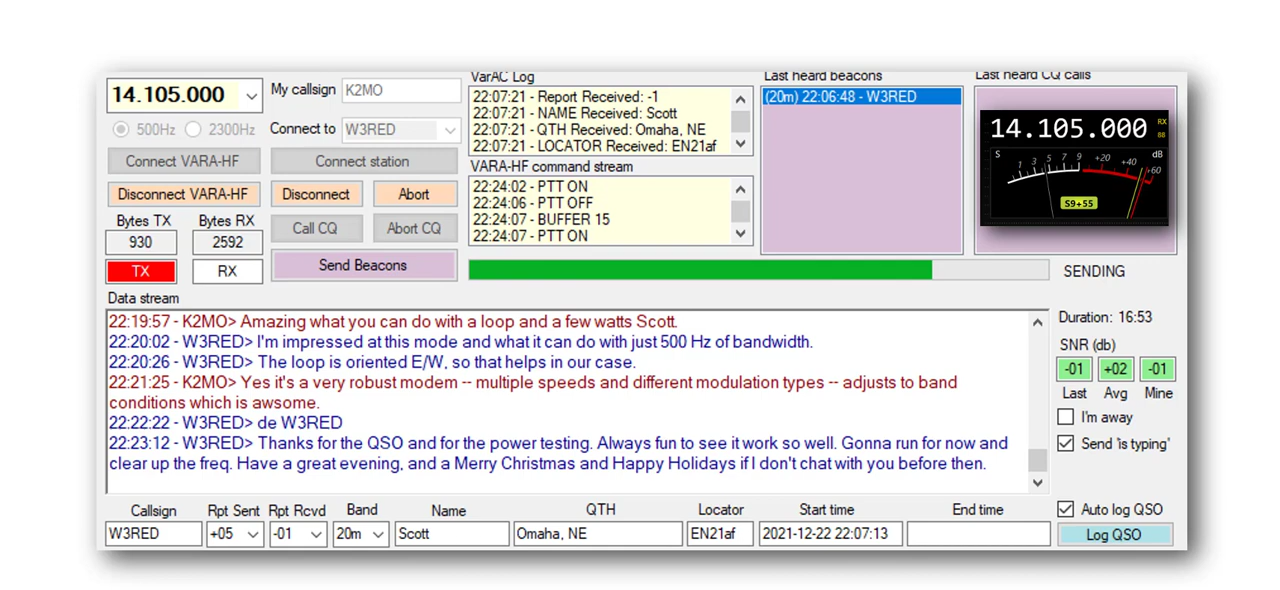 14.105.000
My callsign K2MO
500Hz 2300Hz Connect to W3RED
Connect VARA-HF Connect station
Disconnect VARA-HF Disconnect Abort
Bytes TX Bytes RX Call CQ Abort CQ
930 2592
TX RX Send Beacons
VarAC Log
22:07:21 - Report Received: -1
22:07:21 - NAME Received: Scott
22:07:21 - QTH Received: Omaha, NE
22:07:21 - LOCATOR Received: EN21af
VARA-HF command stream
22:24:02 - PTT ON
22:24:06 - PTT OFF
22:24:07 - BUFFER 15
22:24:07 - PTT ON
Last heard beacons
(20m) 22:06:48 - W3RED
Last heard CQ calls
14.105.000 RX
S 1 3 5 7 9 +20 +40 +60 dB
S9+55
SENDING
Data stream
22:19:57 - K2MO> Amazing what you can do with a loop and a few watts Scott.
22:20:02 - W3RED> I'm impressed at this mode and what it can do with just 500 Hz of bandwidth.
22:20:26 - W3RED> The loop is oriented E/W, so that helps in our case.
22:21:25 - K2MO> Yes it's a very robust modem -- multiple speeds and different modulation types -- adjusts to band
conditions which is awsome.
22:22:22 - W3RED> de W3RED
22:23:12 - W3RED> Thanks for the QSO and for the power testing. Always fun to see it work so well. Gonna run for now and
clear up the freq. Have a great evening, and a Merry Christmas and Happy Holidays if I don't chat with you before then.
Duration: 16:53
SNR (db)
-01 +02 -01
Last Avg Mine
I'm away
Send 'is typing'
Callsign Rpt Sent Rpt Rcvd Band Name QTH Locator Start time End time
W3RED +05 -01 20m Scott Omaha, NE EN21af 2021-12-22 22:07:13
Auto log QSO
Log QSO